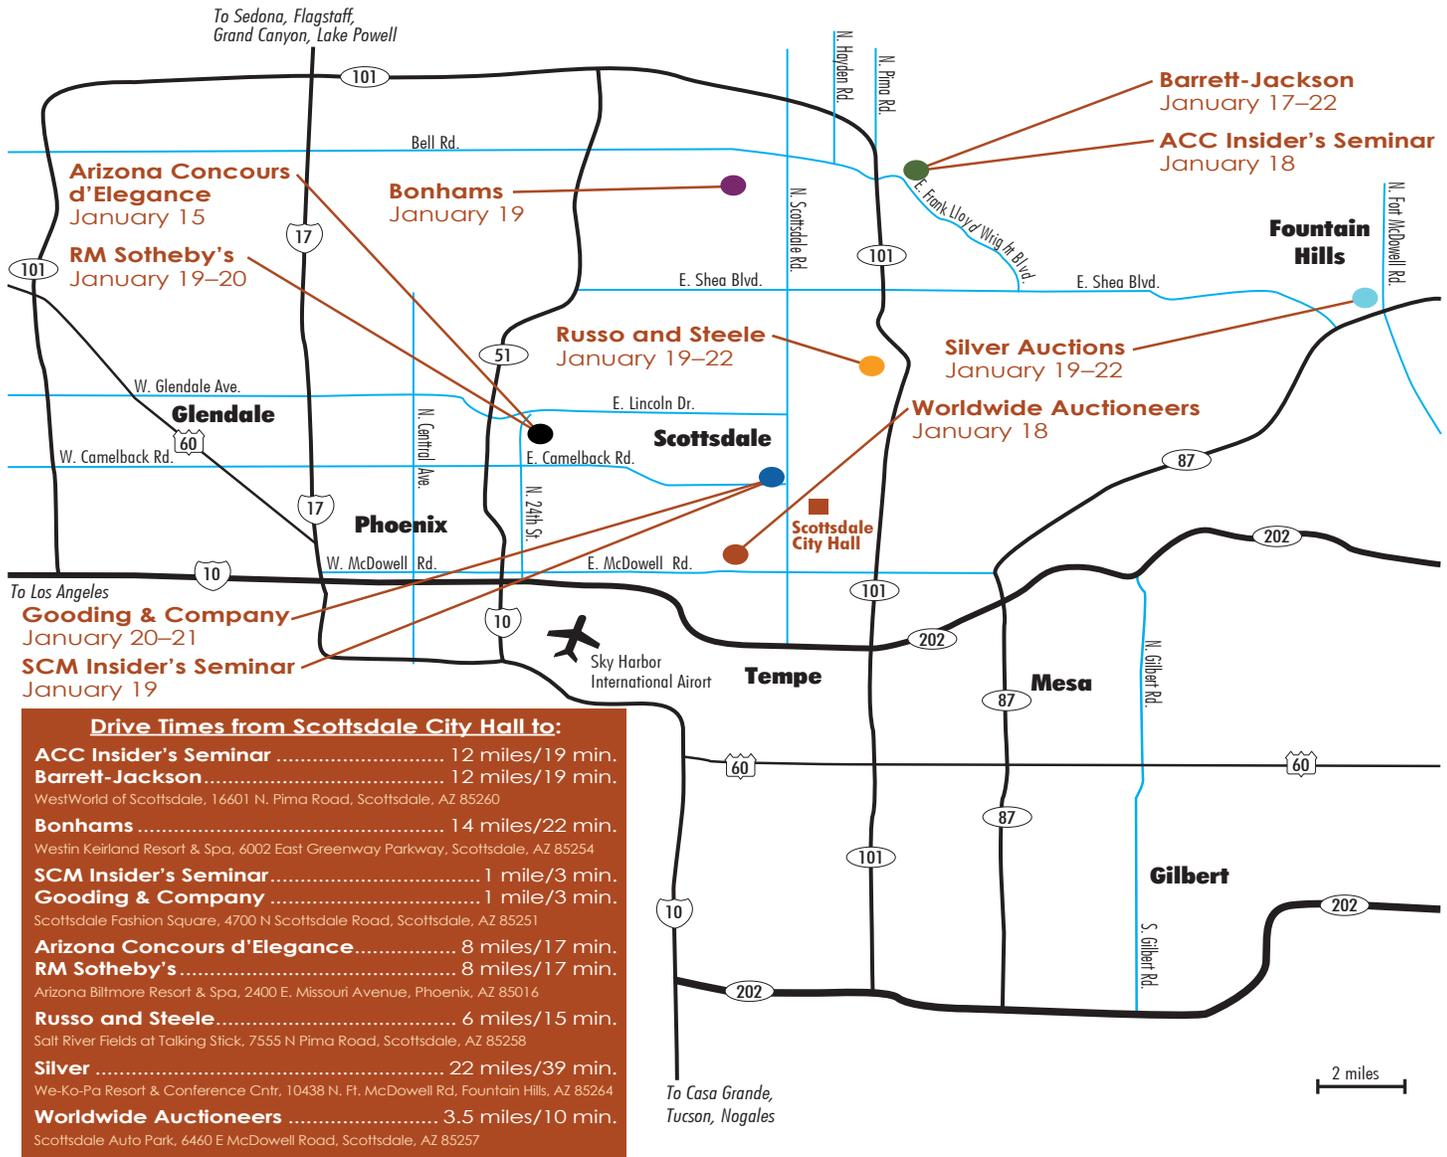 To Sedona, Flagstaff,
Grand Canyon, Lake Powell
N. Hayden Rd.
N. Pima Rd.
101
Barrett-Jackson
January 17–22
ACC Insider’s Seminar
January 18
Bell Rd.
Arizona Concours
d’Elegance
January 15
Bonhams
January 19
N. Scottsdale Rd.
E. Frank Lloyd Wright Blvd.
N. Fort McDowell Rd.
Fountain
Hills
17
RM Sotheby’s
January 19–20
101
101
E. Shea Blvd.
E. Shea Blvd.
Russo and Steele
January 19–22
51
Silver Auctions
January 19–22
W. Glendale Ave.
Glendale
60
N. Central Ave.
E. Lincoln Dr.
Scottsdale
Worldwide Auctioneers
January 18
W. Camelback Rd.
E. Camelback Rd.
87
17
N. 24th St.
Phoenix
Scottsdale
City Hall
202
W. McDowell Rd.
E. McDowell Rd.
10
To Los Angeles
101
Gooding & Company
January 20–21
10
202
SCM Insider’s Seminar
January 19
Sky Harbor
International Airort
Tempe
Mesa
N. Gilbert Rd.
87
60
60
87
101
Gilbert
10
202
S. Gilbert Rd.
202
Drive Times from Scottsdale City Hall to:
ACC Insider’s Seminar ........................ 12 miles/19 min.
Barrett-Jackson.................................. 12 miles/19 min.
WestWorld of Scottsdale, 16601 N. Pima Road, Scottsdale, AZ 85260
Bonhams ............................................ 14 miles/22 min.
Westin Keirland Resort & Spa, 6002 East Greenway Parkway, Scottsdale, AZ 85254
SCM Insider’s Seminar..............................1 mile/3 min.
Gooding & Company ..............................1 mile/3 min.
Scottsdale Fashion Square, 4700 N Scottsdale Road, Scottsdale, AZ 85251
Arizona Concours d’Elegance.............. 8 miles/17 min.
RM Sotheby’s ....................................... 8 miles/17 min.
Arizona Biltmore Resort & Spa, 2400 E. Missouri Avenue, Phoenix, AZ 85016
Russo and Steele.................................. 6 miles/15 min.
Salt River Fields at Talking Stick, 7555 N Pima Road, Scottsdale, AZ 85258
Silver .................................................. 22 miles/39 min.
We-Ko-Pa Resort & Conference Cntr, 10438 N. Ft. McDowell Rd, Fountain Hills, AZ 85264
Worldwide Auctioneers ..................... 3.5 miles/10 min.
Scottsdale Auto Park, 6460 E McDowell Road, Scottsdale, AZ 85257
2 miles
To Casa Grande,
Tucson, Nogales